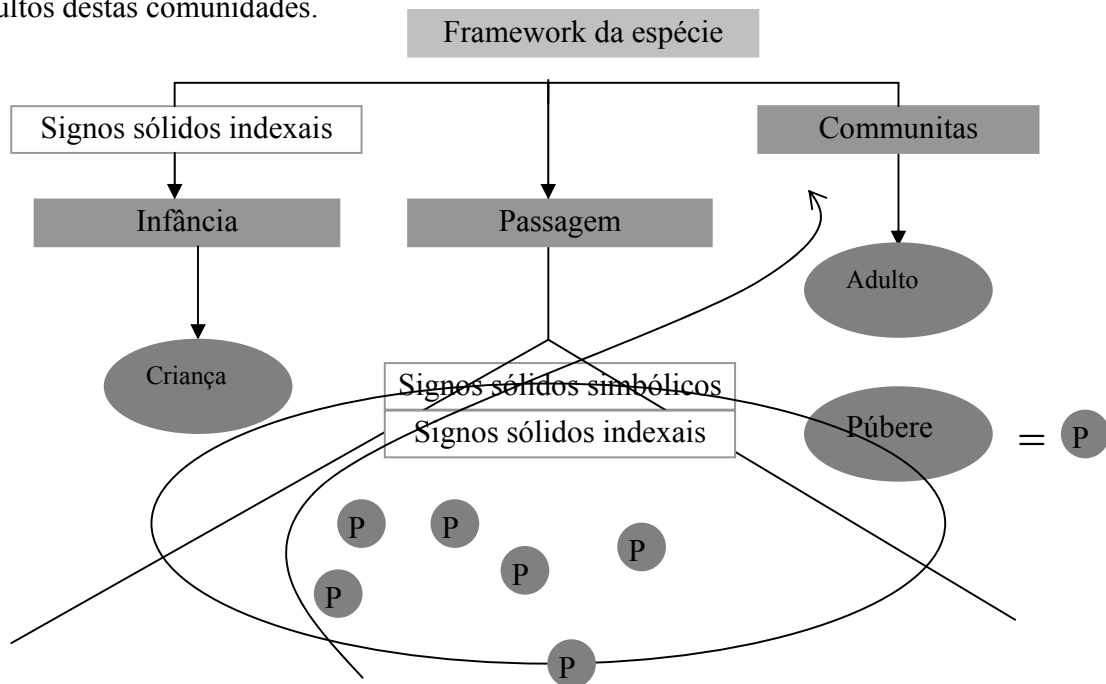 ultos destas comunidades.
Framework da espécie
Signos sólidos indexais
Communitas
Infância
Passagem
Adulto
Criança
Signos sólidos simbólicos
Signos sólidos indexais
Púbere
= P
P
P
P
P
P
P